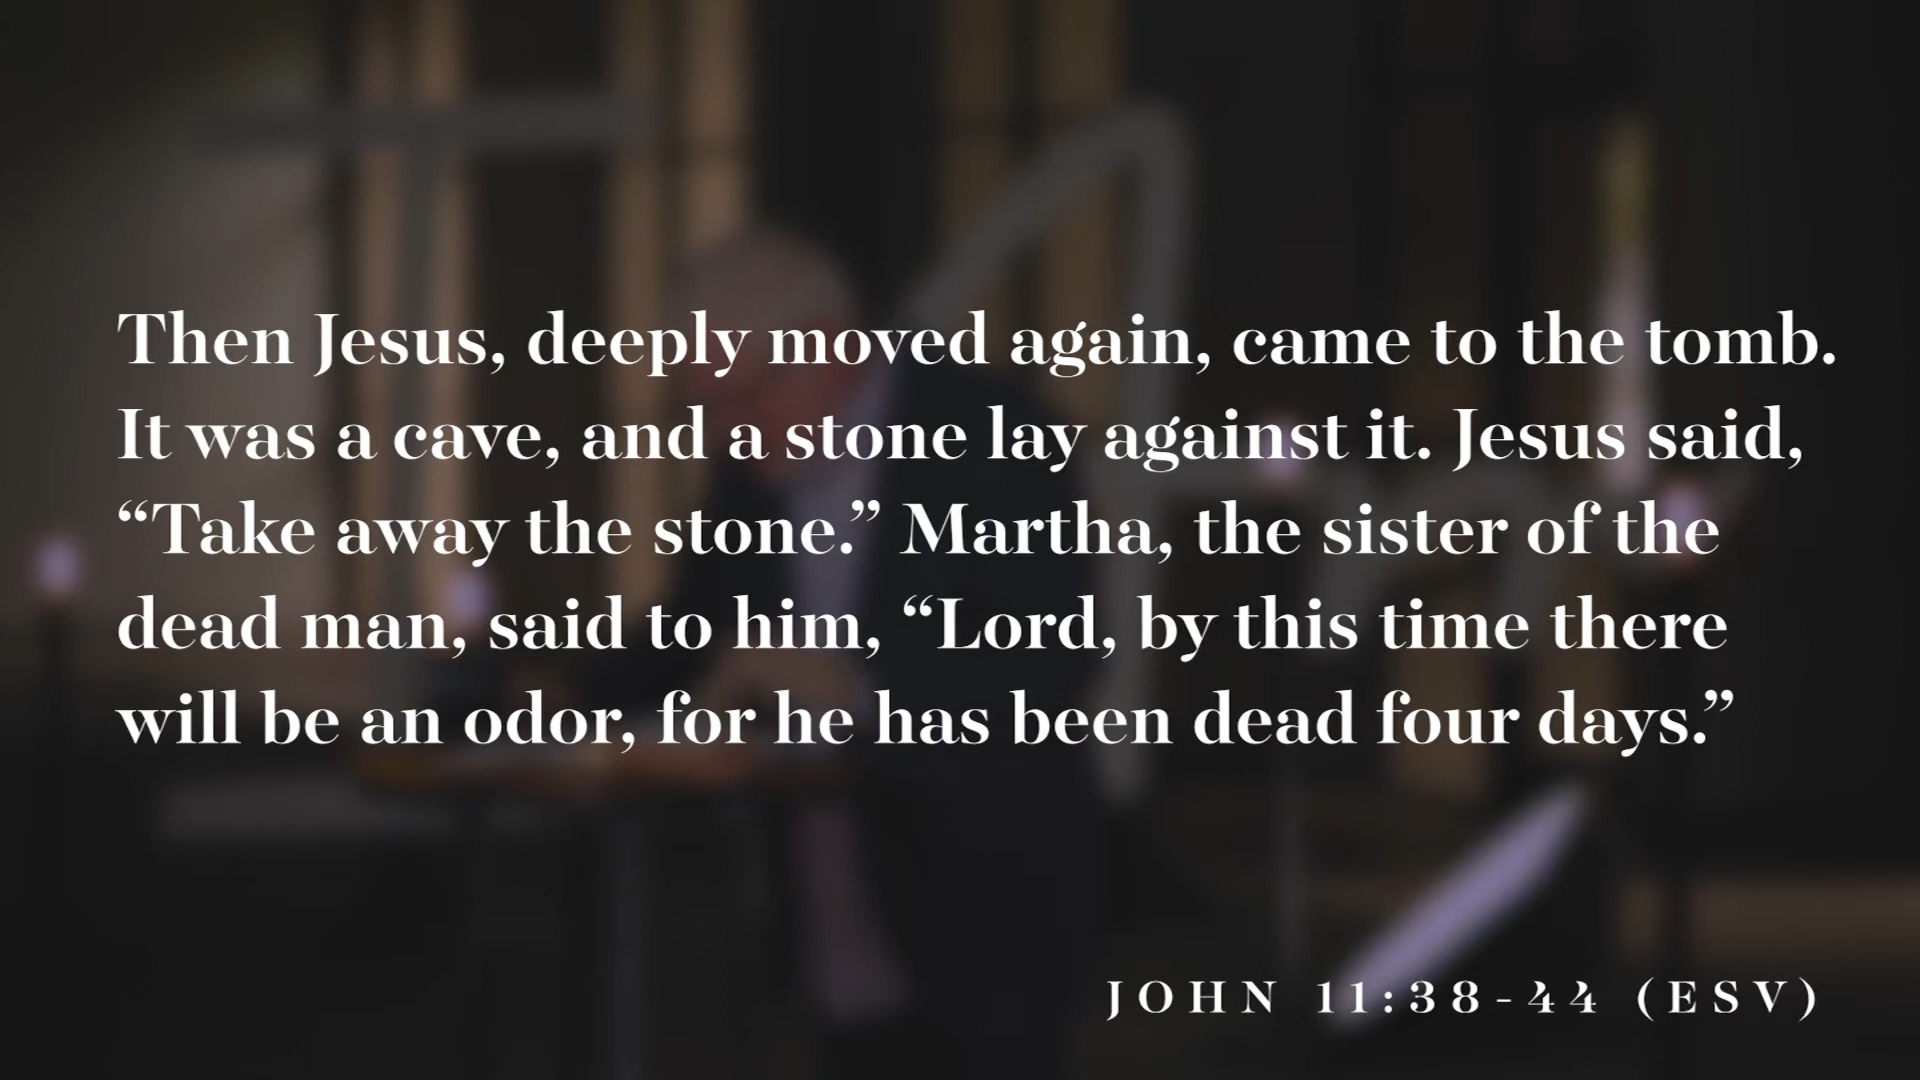 Then Jesus, deeply moved again, came to the tomb.
It was a cave, and a stone lay against it. Jesus said,
“Take away the stone.” Martha, the sister of the
dead man, said to him, “Lord, by this time there
will be an odor, for he has been dead four days.”
JOHN 11:38-44 (ESV)